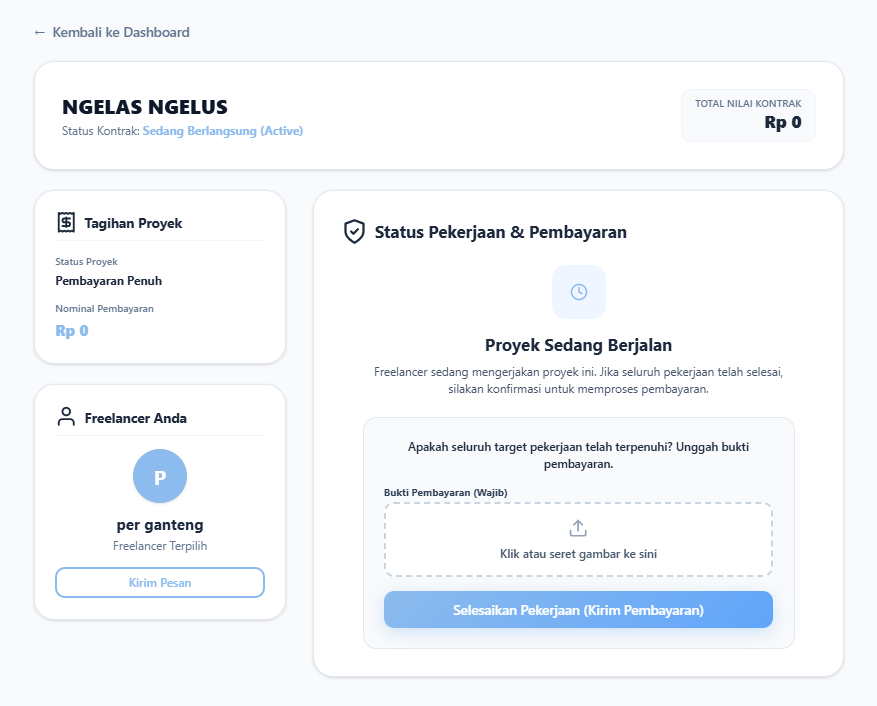 ← Kembali ke Dashboard
NGELAS NGELUS
Status Kontrak: Sedang Berlangsung (Active)
TOTAL NILAI KONTRAK
Rp 0
Tagihan Proyek
Status Proyek
Pembayaran Penuh
Nominal Pembayaran
Rp 0
Freelancer Anda
P
per ganteng
Freelancer Terpilih
Kirim Pesan
Status Pekerjaan & Pembayaran
Proyek Sedang Berjalan
Freelancer sedang mengerjakan proyek ini. Jika seluruh pekerjaan telah selesai,
silakan konfirmasi untuk memproses pembayaran.
Apakah seluruh target pekerjaan telah terpenuhi? Unggah bukti
pembayaran.
Bukti Pembayaran (Wajib)
Klik atau seret gambar ke sini
Selesaikan Pekerjaan (Kirim Pembayaran)